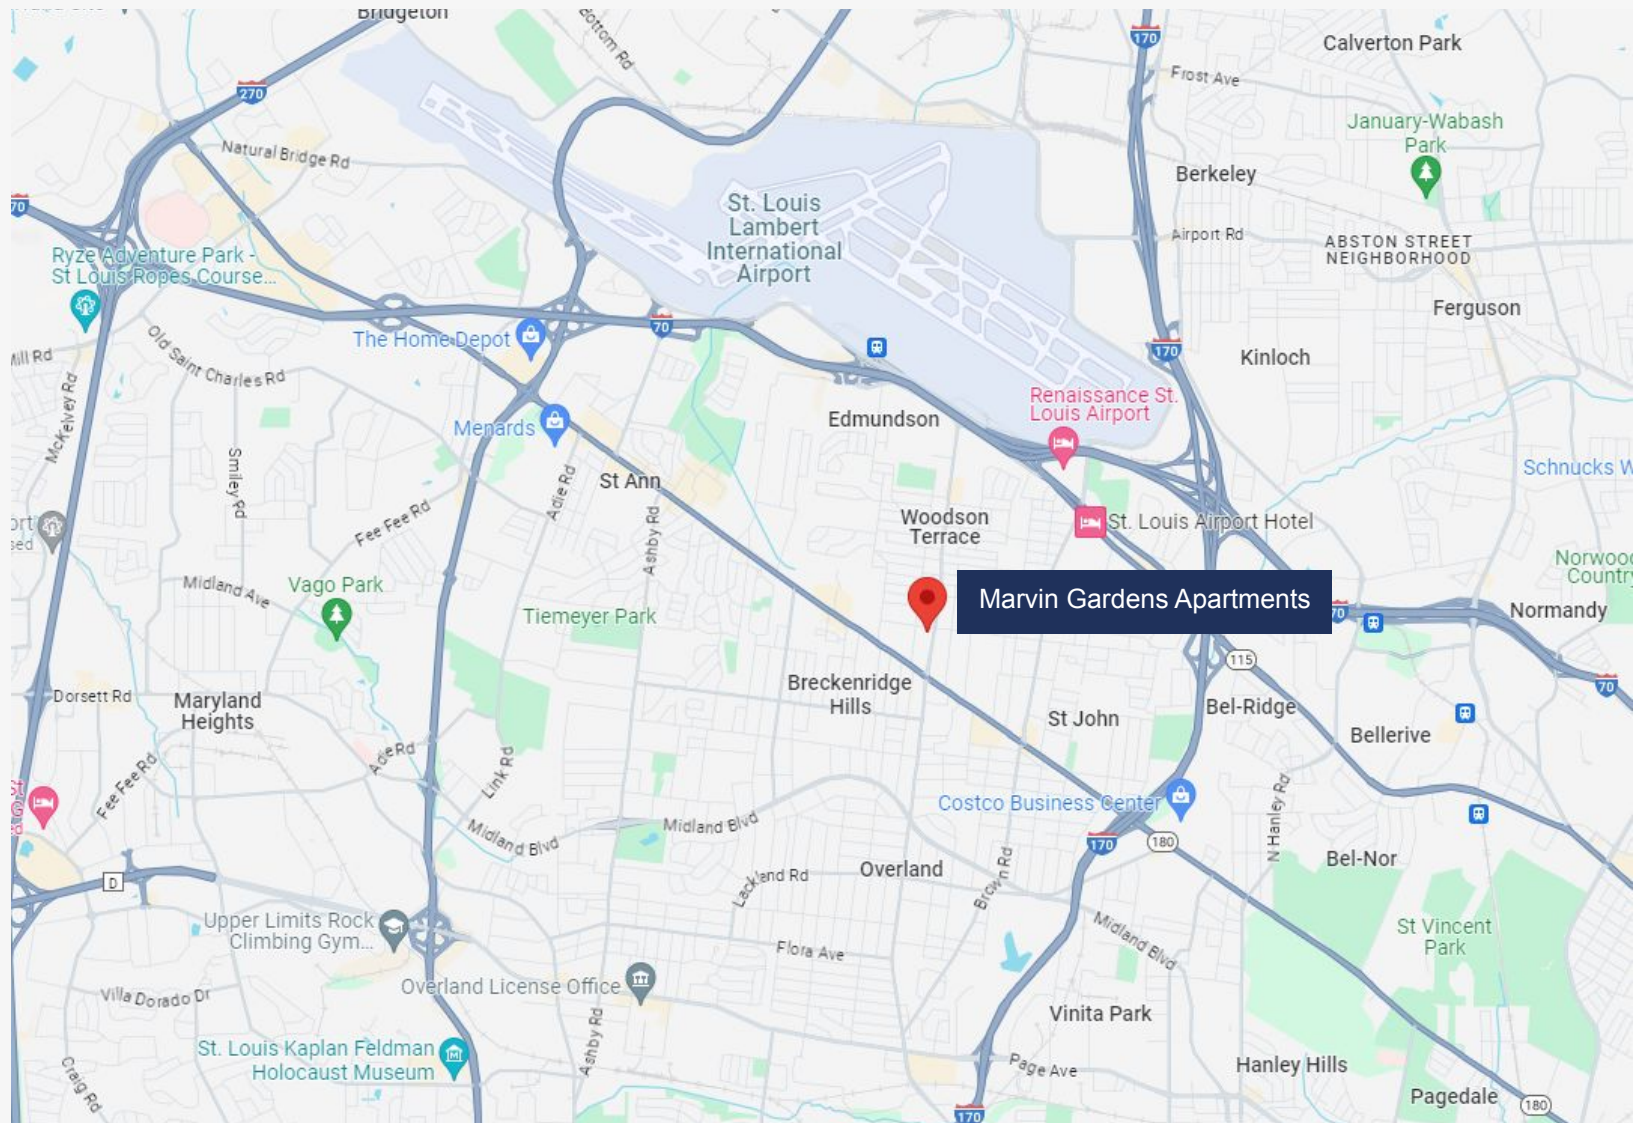 Bridgeton
Bottom Rd
170
Calverton Park
Frost Ave
270
January-Wabash
Park
Natural Bridge Rd
Berkeley
70
St. Louis
Lambert
International
Airport
Airport Rd
ABSTON STREET
NEIGHBORHOOD
Ryze Adventure Park -
St Louis Ropes Course...
Ferguson
The Home Depot
70
170
Kinloch
Mill Rd
Old Saint Charles Rd
McKelvey Rd
Renaissance St.
Louis Airport
Edmundson
Menards
Schnucks W
St Ann
Smiley Rd
Adie Rd
Fee Fee Rd
Ashby Rd
Woodson
Terrace
St. Louis Airport Hotel
ort
sed
Norwood
Country
Midland Ave
Vago Park
Tiemeyer Park
Marvin Gardens Apartments
70
Normandy
115
Dorsett Rd
Maryland
Heights
Breckenridge
Hills
St John
Bel-Ridge
70
Bellerive
Adie Rd
Link Rd
Fee Fee Rd
St
Costco Business Center
N Hanley Rd
Midland Blvd
Midland Blvd
170
180
Bel-Nor
D
Lackland Rd
Overland
Brown Rd
Upper Limits Rock
Climbing Gym...
Midland Blvd
St Vincent
Park
Flora Ave
Villa Dorado Dr
Overland License Office
Vinita Park
St. Louis Kaplan Feldman
Holocaust Museum
Ashby Rd
Page Ave
Hanley Hills
Craig Rd
Pagedale
180
170